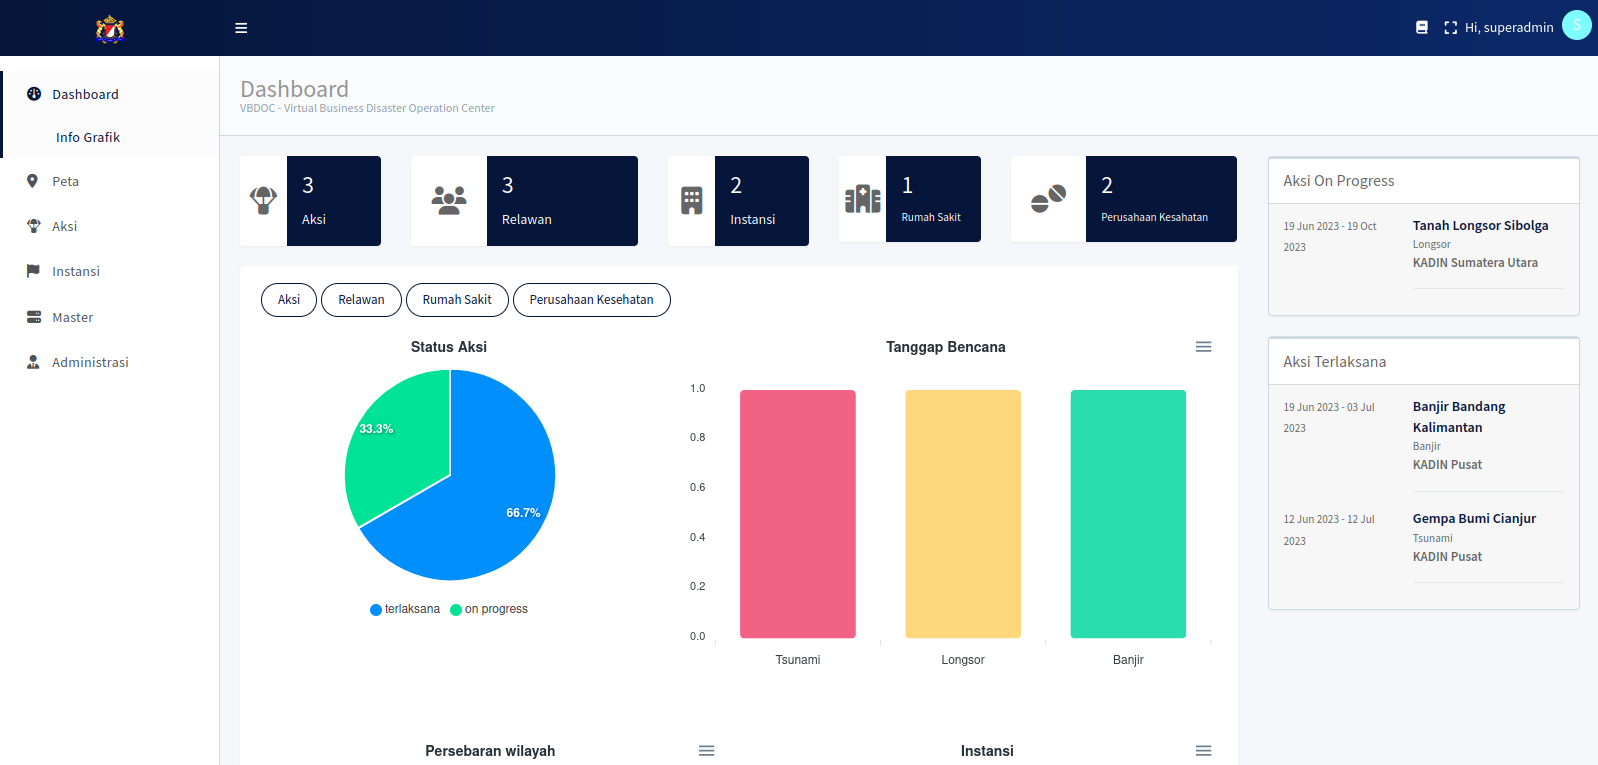 Hi, superadmin
S
Dashboard
Info Grafik
Peta
Aksi
Instansi
Master
Administrasi
Dashboard
VBDOC - Virtual Business Disaster Operation Center
3
Aksi
3
Relawan
2
Instansi
1
Rumah Sakit
2
Perusahaan Kesahatan
Aksi
Relawan
Rumah Sakit
Perusahaan Kesehatan
Status Aksi
33.3%
66.7%
terlaksana
on progress
Tanggap Bencana
1.0
0.8
0.6
0.4
0.2
0.0
Tsunami
Longsor
Banjir
Persebaran wilayah
Instansi
Aksi On Progress
19 Jun 2023 - 19 Oct
2023
Tanah Longsor Sibolga
Longsor
KADIN Sumatera Utara
Aksi Terlaksana
19 Jun 2023 - 03 Jul
2023
Banjir Bandang
Kalimantan
Banjir
KADIN Pusat
12 Jun 2023 - 12 Jul
2023
Gempa Bumi Cianjur
Tsunami
KADIN Pusat